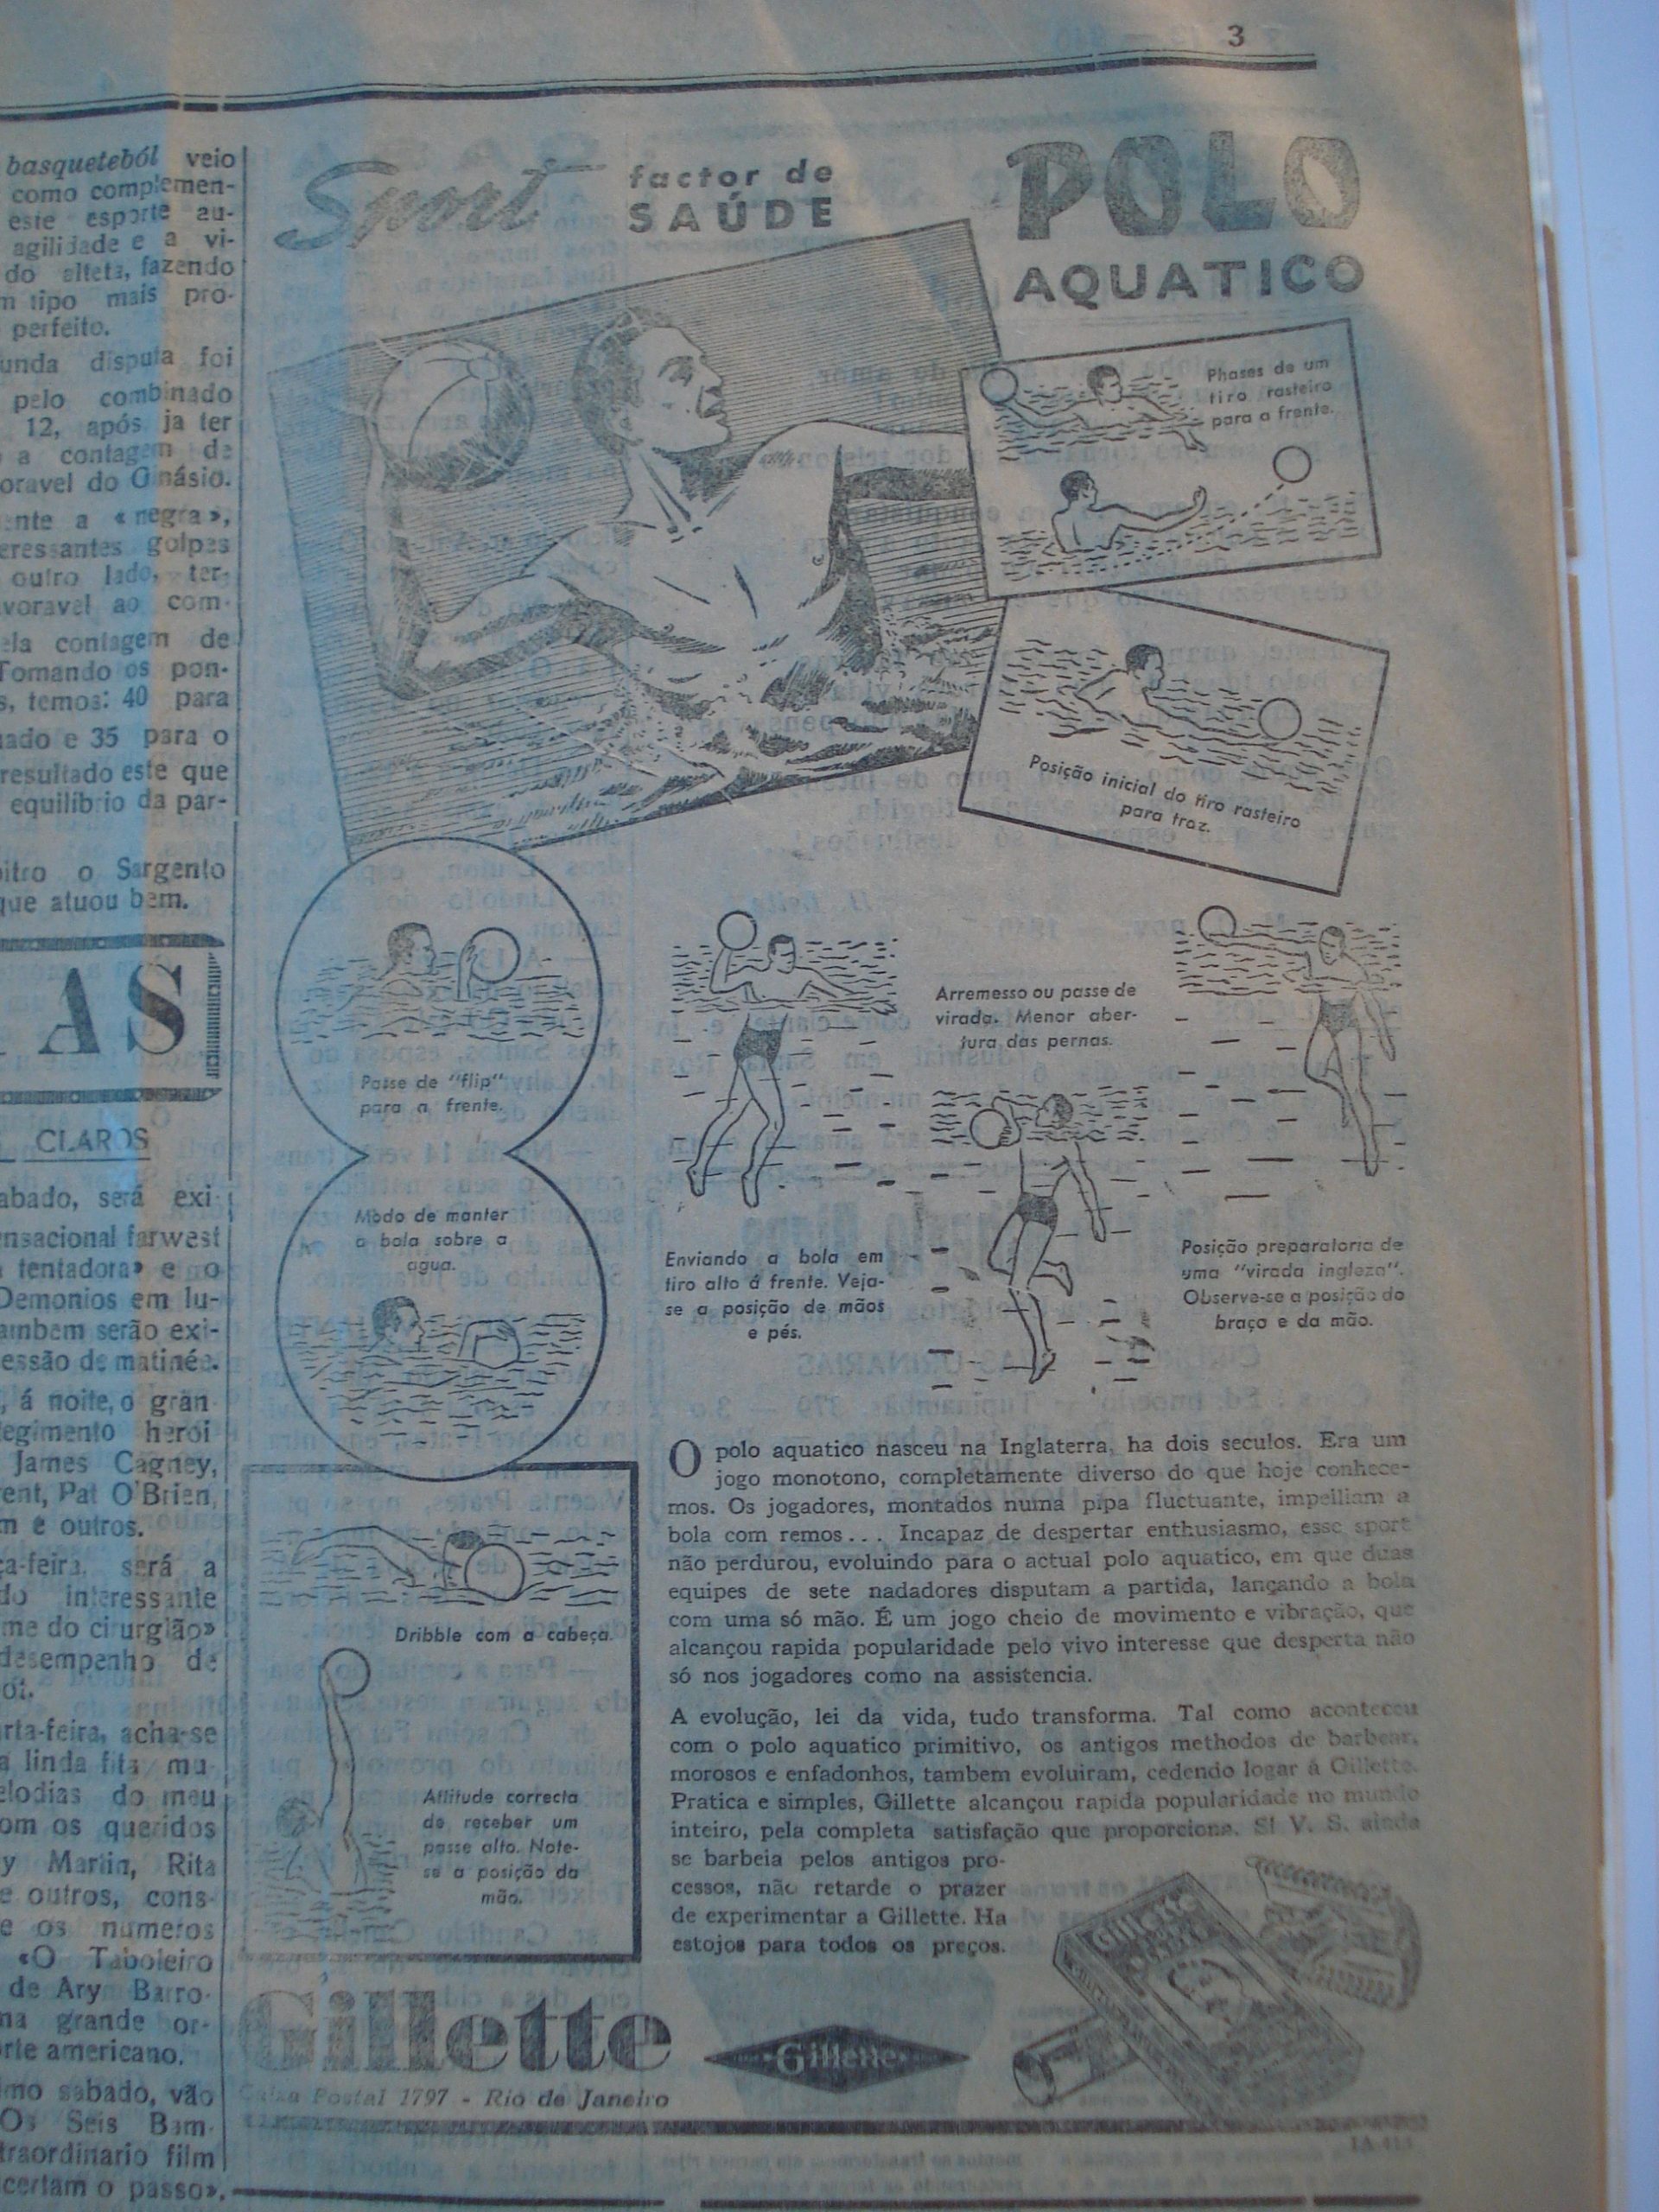 3
basqueteból veio
como complemen-
este esporte au-
agilidade e a vi-
do alteta, fazendo
tipo mais pro-
perfeito.
unda disputa foi
pelo combinado
12, após ja ter
a contagem de
oravel do Ginásio.
ente a «negra»,
eressantes golpes
outro lado, ter-
avoravel ao com-
ela contagem de
Tomando os pon-
s, temos: 40 para
nado e 35 para o
resultado este que
equilíbrio da par-
bitro o Sargento
que atuou bem.
AS
CLAROS
abado, será exi-
nsacional farwest
tentadora» e o
Demonios em lu-
ambem serão exi-
essão de matinée.
, á noite, o gran-
legimento heroi
James Cagney,
rent, Pat O'Brien,
m e outros.
ça-feira, será a
do interessante
me do cirurgião»
desempenho de
ot.
arta-feira, acha-se
a linda fita mu-
elodias do meu
om os queridos
y Martin, Rita
e outros, cons-
e os numeros
«O Taboleiro
de Ary Barro-
ma grande or-
orte americano.
imo sabado, vão
Os Seis Bam-
traordinario film
certam o passo».
Sport factor de
SAÚDE
POLO
AQUATICO
Phases de um
tiro rasteiro
para a frente.
Posição inicial do tiro rasteiro
para traz.
Passe de "flip"
para a frente.
Modo de manter
a bola sobre a
agua.
Arremesso ou passe de
virada. Menor aber-
tura das pernas.
Enviando a bola em
tiro alto á frente. Veja-
se a posição de mãos
e pés.
Posição preparatoria de
uma "virada ingleza".
Observe-se a posição do
braço e da mão.
Dribble com a cabeça.
Attitude correcta
de receber um
passe alto. Note-
se a posição da
mão.
O polo aquatico nasceu na Inglaterra, ha dois seculos. Era um
jogo monotono, completamente diverso do que hoje conhece-
mos. Os jogadores, montados numa pipa fluctuante, impelliam a
bola com remos... Incapaz de despertar enthusiasmo, esse sport
não perdurou, evoluindo para o actual polo aquatico, em que duas
equipes de sete nadadores disputam a partida, lançando a bola
com uma só mão. É um jogo cheio de movimento e vibração, que
alcançou rapida popularidade pelo vivo interesse que desperta não
só nos jogadores como na assistencia.
A evolução, lei da vida, tudo transforma. Tal como aconteceu
com o polo aquatico primitivo, os antigos methodos de barbear,
morosos e enfadonhos, tambem evoluiram, cedendo logar á Gillette.
Pratica e simples, Gillette alcançou rapida popularidade no mundo
inteiro, pela completa satisfação que proporciona. Si V. S. ainda
se barbeia pelos antigos pro-
cessos, não retarde o prazer
de experimentar a Gillette. Ha
estojos para todos os preços.
Gillette
Gillette
Gillette
Caixa Postal 1797 - Rio de Janeiro